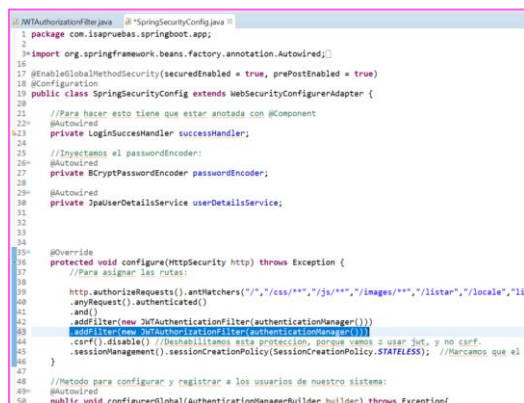 JWTAuthorizationFilter.java *SpringSecurityConfig.java
1 package com.isapruebas.springboot.app;
2
3 import org.springframework.beans.factory.annotation.Autowired;
16
17 @EnableGlobalMethodSecurity(securedEnabled = true, prePostEnabled = true)
18 @Configuration
19 public class SpringSecurityConfig extends WebSecurityConfigurerAdapter {
20
21 //Para hacer esto tiene que estar anotada con @Component
22 @Autowired
23 private LoginSuccesHandler successHandler;
24
25 //Inyectamos el passwordEncoder:
26 @Autowired
27 private BCryptPasswordEncoder passwordEncoder;
28
29 @Autowired
30 private JpaUserDetailsService userDetailsService;
31
32
33
34
35 @Override
36 protected void configure(HttpSecurity http) throws Exception {
37 //Para asignar las rutas:
38
39 http.authorizeRequests().antMatchers("/","/css/**","/js/**","/images/**","/listar","/locale","li
40 .anyRequest().authenticated()
41 .and()
42 .addFilter(new JWTAuthenticationFilter(authenticationManager()))
43 .addFilter(new JWTAuthorizationFilter(authenticationManager()))
44 .csrf().disable() //Deshabilitamos esta proteccion, porque vamos a usar jwt, y no csrf.
45 .sessionManagement().sessionCreationPolicy(SessionCreationPolicy.STATELESS); //Marcamos que el
46 }
47
48 //Metodo para configurar y registrar a los usuarios de nuestro sistema:
49 @Autowired
50 public void configurerGlobal(AuthenticationManagerBuilder builder) throws Exception{